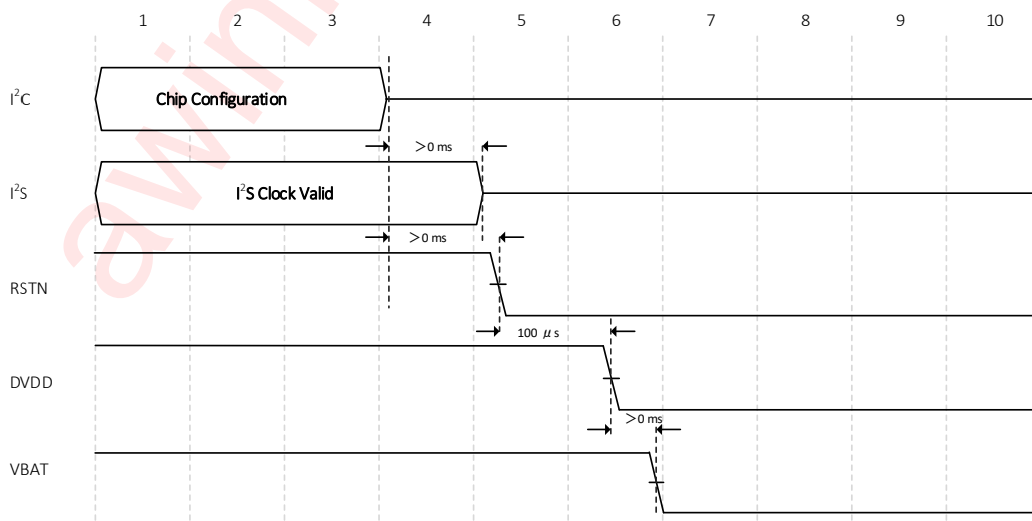 1 2 3 4 5 6 7 8 9 10
I²C
Chip Configuration
>0 ms
I²S
I²S Clock Valid
>0 ms
RSTN
100 μs
DVDD
>0 ms
VBAT